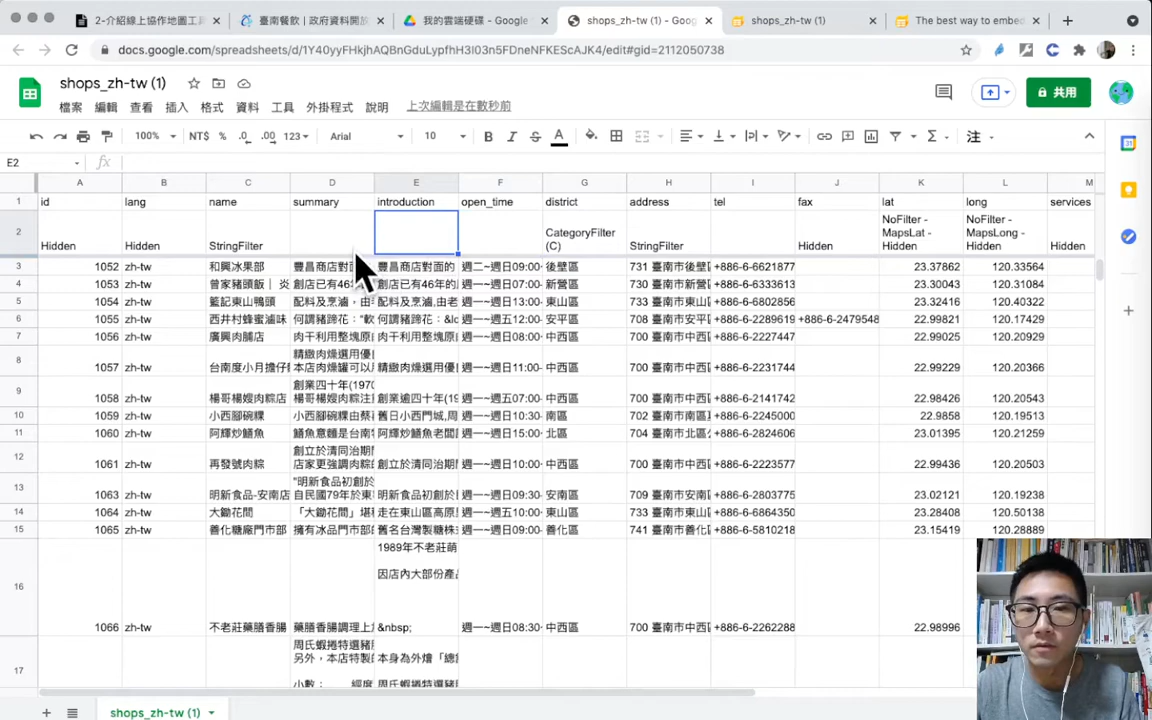 2-介紹線上協作地圖工具
臺南餐飲 | 政府資料開放
我的雲端硬碟 - Google
shops_zh-tw (1) - Goog
shops_zh-tw (1)
The best way to embed
docs.google.com/spreadsheets/d/1Y40yyFHkjhAQBnGduLypfhH3I03n5FDneNFKEScAJK4/edit#gid=2112050738
shops_zh-tw (1)
檔案 編輯 查看 插入 格式 資料 工具 外掛程式 說明 上次編輯是在數秒前
共用
100% NT$ % .0 .00 123 Arial 10 B I S A Σ 注
E2 fx
A B C D E F G H I J K L M
1 id lang name summary introduction open_time district address tel fax lat long services
2 Hidden Hidden StringFilter CategoryFilter (C) StringFilter Hidden NoFilter - MapsLat - Hidden NoFilter - MapsLong - Hidden Hidden
3 1052 zh-tw 和興冰果部 豐昌商店對面 豐昌商店對面的 週二~週日09:00- 後壁區 731 臺南市後壁 +886-6-6621877 23.37862 120.33564
4 1053 zh-tw 曾家豬頭飯｜ 炎 創店已有46年 創店已有46年的 週一~週日07:00- 新營區 730 臺南市新營 +886-6-6333613 23.30043 120.31084
5 1054 zh-tw 籃記東山鴨頭 配料及烹滷，由 配料及烹滷,由老 週一~週日13:00- 東山區 733 臺南市東山 +886-6-6802856 23.32416 120.40322
6 1055 zh-tw 西井村蜂蜜滷味 何謂豬蹄花："軟 何謂豬蹄花：&lo 週一~週五12:00- 安平區 708 臺南市安平 +886-6-2289619 +886-6-2479548 22.99821 120.17429
7 1056 zh-tw 廣興肉脯店 肉干利用整塊原 肉干利用整塊原 週一~週日08:00- 中西區 700 臺南市中西 +886-6-2227447 22.99025 120.20929
8 精緻肉燥選用優
1057 zh-tw 台南度小月擔仔 本店肉燥罐可以 精緻肉燥選用優 週一~週日11:00- 中西區 700 臺南市中西 +886-6-2231744 22.99229 120.20366
9 創業四十年(1970
1058 zh-tw 楊哥楊嫂肉粽店 楊哥楊嫂肉粽注 創業逾四十年(19 週一~週五07:00- 中西區 700 臺南市中西 +886-6-2141742 22.98426 120.20543
10 1059 zh-tw 小西腳碗粿 小西腳碗粿由蔡 舊日小西門城,周 週一~週日10:30- 南區 702 臺南市南區 +886-6-2245000 22.9858 120.19513
11 1060 zh-tw 阿輝炒鱔魚 鱔魚意麵是台南 阿輝炒鱔魚老闆 週一~週日15:00- 北區 704 臺南市北區 +886-6-2824606 23.01395 120.21259
12 創立於清同治期
1061 zh-tw 再發號肉粽 店家更強調肉粽 創立於清同治期 週一~週日10:00- 中西區 700 臺南市中西 +886-6-2223577 22.99436 120.20503
13 "明新食品初創於
1063 zh-tw 明新食品-安南店 自民國79年於東 明新食品初創於 週一~週日09:30- 安南區 709 臺南市安南 +886-6-2803775 23.02121 120.19238
14 1064 zh-tw 大鋤花間 「大鋤花間」堪 走在東山區高原 週一~週五10:00- 東山區 733 臺南市東山 +886-6-6864350 23.28408 120.50138
15 1065 zh-tw 善化糖廠門市部 擁有冰品門市部 舊名台灣製糖株 週一~週日08:00- 善化區 741 臺南市善化 +886-6-5810218 23.15419 120.28889
1989年不老莊萌
16 因店內大部份產品
1066 zh-tw 不老莊藥膳香腸 藥膳香腸調理上 &nbsp; 週一~週日08:30- 中西區 700 臺南市中西 +886-6-2262288 22.98996
周氏蝦捲特選豬
17 另外，本店特製的 本身為外燴「總
周氏蝦捲特選豬
shops_zh-tw (1)